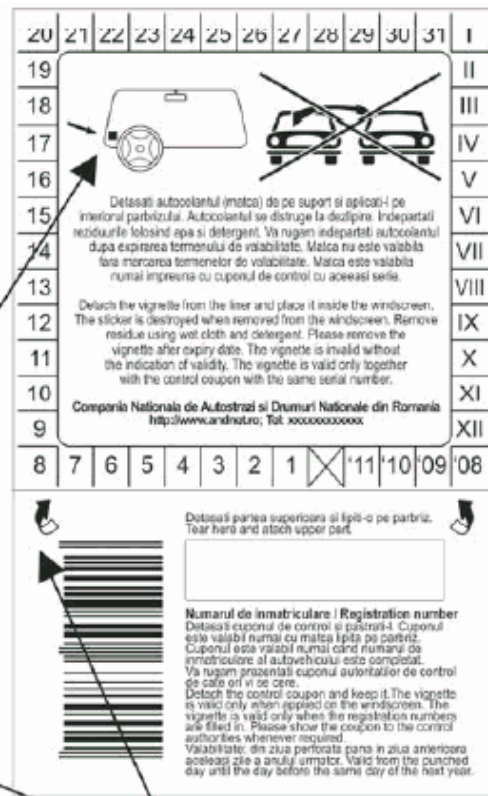 20 21 22 23 24 25 26 27 28 29 30 31 I
19 II
18 III
17 IV
16 V
15 VI
14 VII
13 VIII
12 IX
11 X
10 XI
9 XII
8 7 6 5 4 3 2 1 '11 '10 '09 '08
Detasati autocolantul (matca) de pe suport si aplicati-l pe
interiorul parbrizului. Autocolantul se distruge la dezlipire. Indepartati
reziduurile folosind apa si detergent. Va rugam indepartati autocolantul
dupa expirarea termenului de valabilitate. Matca nu este valabila
fara marcarea termenelor de valabilitate. Matca este valabila
numai impreuna cu cuponul de control cu aceeasi serie.
Detach the vignette from the liner and place it inside the windscreen.
The sticker is destroyed when removed from the windscreen. Remove
residue using wet cloth and detergent. Please remove the
vignette after expiry date. The vignette is invalid without
the indication of validity. The vignette is valid only together
with the control coupon with the same serial number.
Compania Nationala de Autostrazi si Drumuri Nationale din Romania
http://www.andnet.ro; Tel: xxxxxxxxxxxx
Detasati partea superioara si lipiti-o pe parbriz.
Tear here and atach upper part.
Numarul de inmatriculare / Registration number
Detasati cuponul de control si pastrati-l. Cuponul
este valabil numai cu matca lipita pe parbriz.
Cuponul este valabil numai cand numarul de
inmatriculare al autovehicului este completat.
Va rugam prezentati cuponul autoritatilor de control
de cate ori vi se cere.
Detach the control coupon and keep it. The vignette
is valid only when applied on the windscreen. The
vignette is valid only when the registration numbers
are filled in. Please show the coupon to the control
authorities whenever required.
Valabilitate: din ziua perforata pana in ziua anterioara
aceleasi zile a anului urmator. Valid from the punched
day until the day before the same day of the next year.